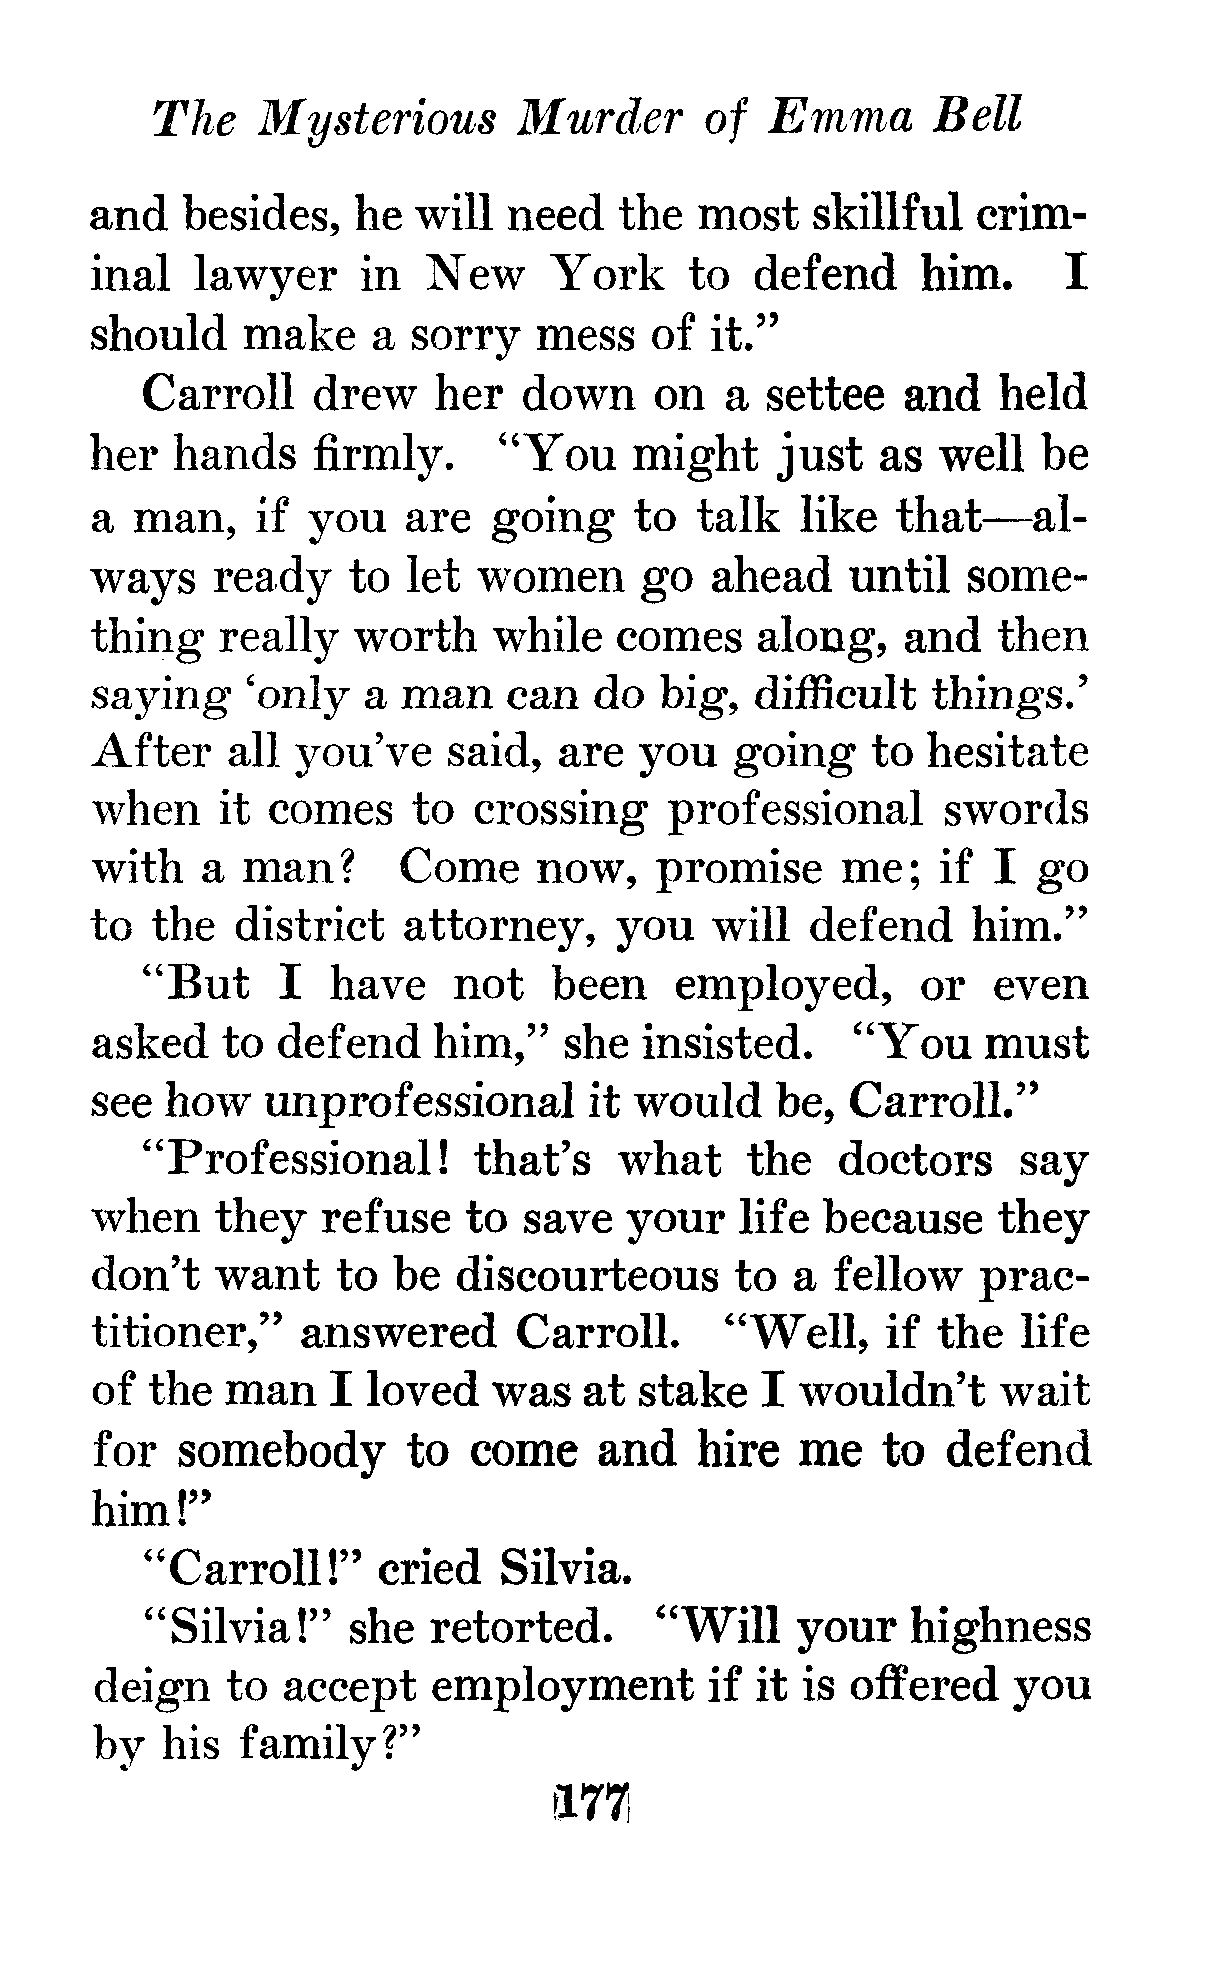 The Mysterious Murder of Emma Bell
and besides, he will need the most skillful crim-
inal lawyer in New York to defend him. I
should make a sorry mess of it."
Carroll drew her down on a settee and held
her hands firmly. "You might just as well be
a man, if you are going to talk like that—al-
ways ready to let women go ahead until some-
thing really worth while comes along, and then
saying 'only a man can do big, difficult things.'
After all you've said, are you going to hesitate
when it comes to crossing professional swords
with a man? Come now, promise me; if I go
to the district attorney, you will defend him."
"But I have not been employed, or even
asked to defend him," she insisted. "You must
see how unprofessional it would be, Carroll."
"Professional! that's what the doctors say
when they refuse to save your life because they
don't want to be discourteous to a fellow prac-
titioner," answered Carroll. "Well, if the life
of the man I loved was at stake I wouldn't wait
for somebody to come and hire me to defend
him!"
"Carroll!" cried Silvia.
"Silvia!" she retorted. "Will your highness
deign to accept employment if it is offered you
by his family?"
177